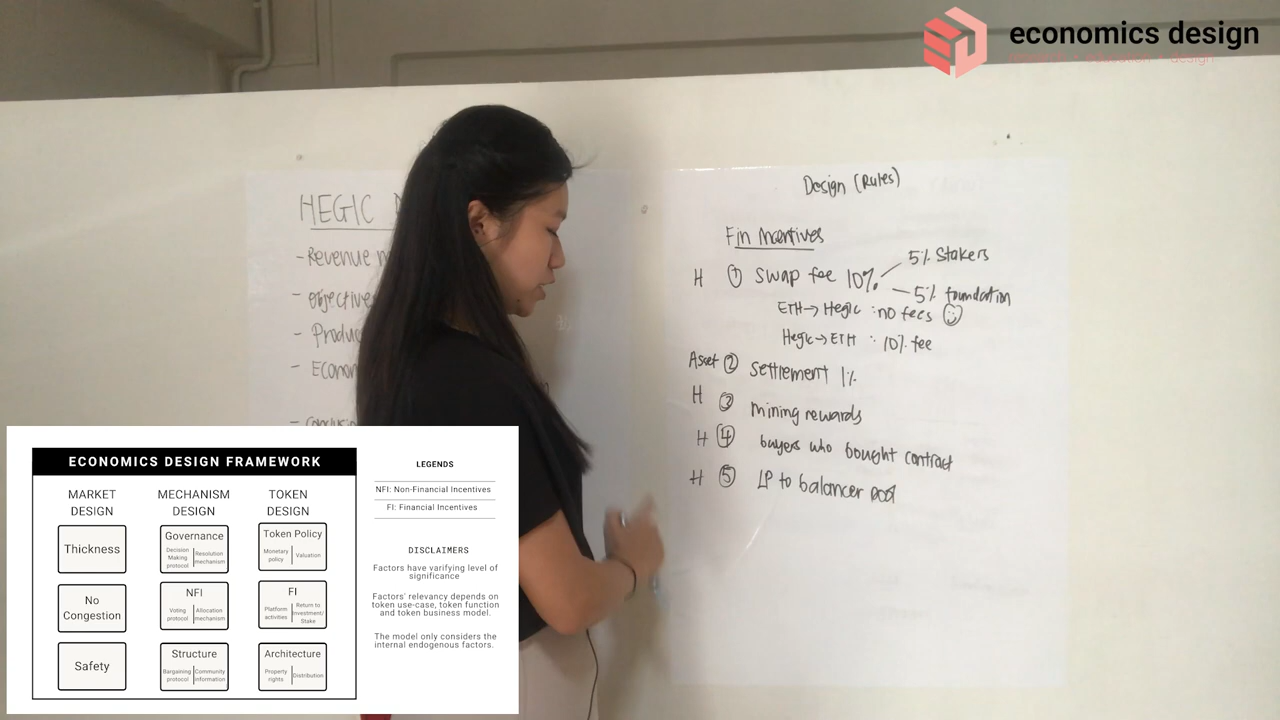 economics design
HEGIC
- Revenue
- objective
- Produc
- Econom
- conclusion
Design (Rules)
Fin Incentives
H ① Swap fee 10%
5% Stakers
5% foundation
ETH → Hegic : no fees
Hegic → ETH : 10% fee
Asset ② Settlement 1%
H ③ mining rewards
H ④ buyers who bought contract
H ⑤ LP to balancer pool
ECONOMICS DESIGN FRAMEWORK
MARKET DESIGN
Thickness
No Congestion
Safety
MECHANISM DESIGN
Governance
Decision Making protocol
Resolution mechanism
NFI
Voting protocol
Allocation mechanism
Structure
Bargaining protocol
Community information
TOKEN DESIGN
Token Policy
Monetary policy
Valuation
FI
Platform activities
Return to Investment/ Stake
Architecture
Property rights
Distribution
LEGENDS
NFI: Non-Financial Incentives
FI: Financial Incentives
DISCLAIMERS
Factors have varifying level of
significance
Factors' relevancy depends on
token use-case, token function
and token business model.
The model only considers the
internal endogenous factors.